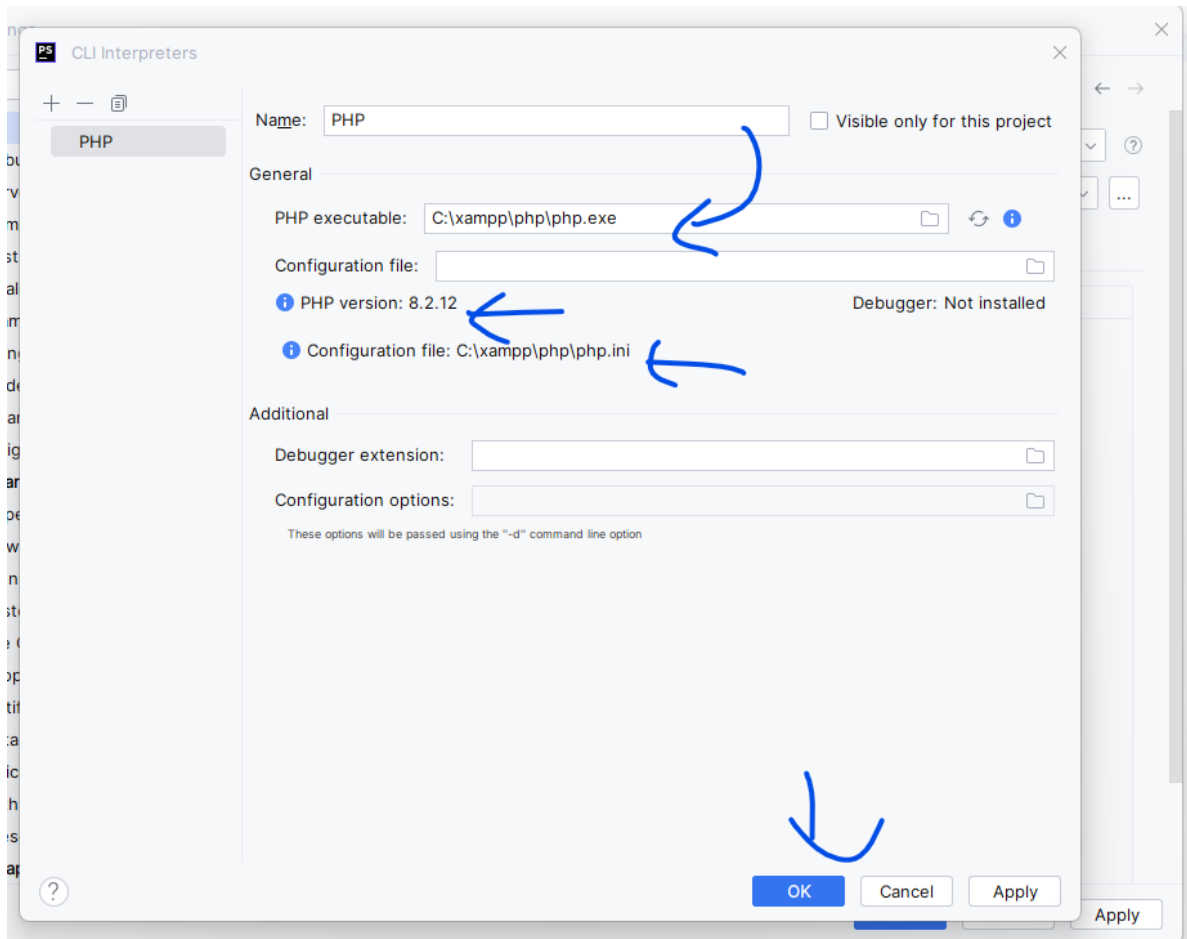 PS CLI Interpreters
PHP
Name: PHP
Visible only for this project
General
PHP executable: C:\xampp\php\php.exe
Configuration file:
PHP version: 8.2.12
Debugger: Not installed
Configuration file: C:\xampp\php\php.ini
Additional
Debugger extension:
Configuration options:
These options will be passed using the "-d" command line option
? OK Cancel Apply
Apply